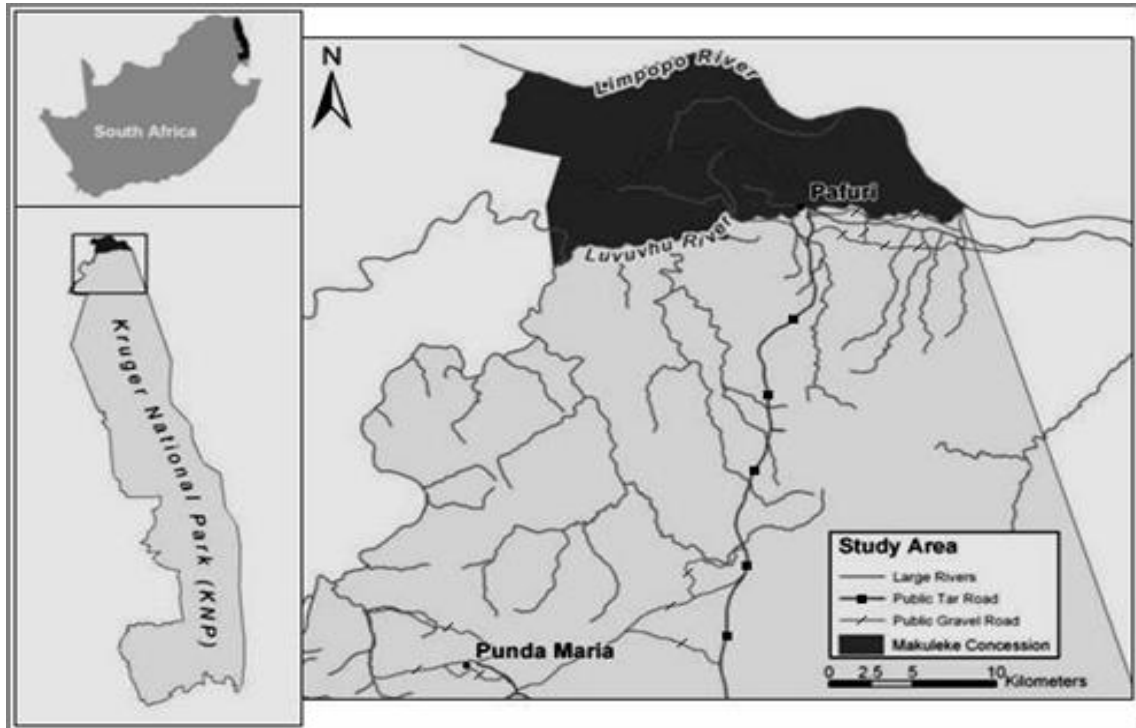 South Africa
Kruger National Park (KNP)
N
Limpopo River
Pafuri
Luvuvhu River
Punda Maria
Study Area
Large Rivers
Public Tar Road
Public Gravel Road
Makuleke Concession
0 2.5 5 10
Kilometers